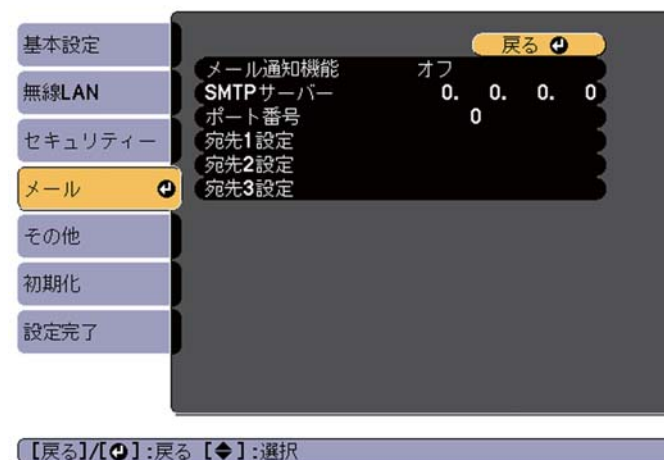 基本設定
無線LAN
セキュリティー
メール
その他
初期化
設定完了
戻る
メール通知機能 オフ
SMTPサーバー 0. 0. 0. 0
ポート番号 0
宛先1設定
宛先2設定
宛先3設定
[戻る]/[⏎]:戻る [◆]:選択